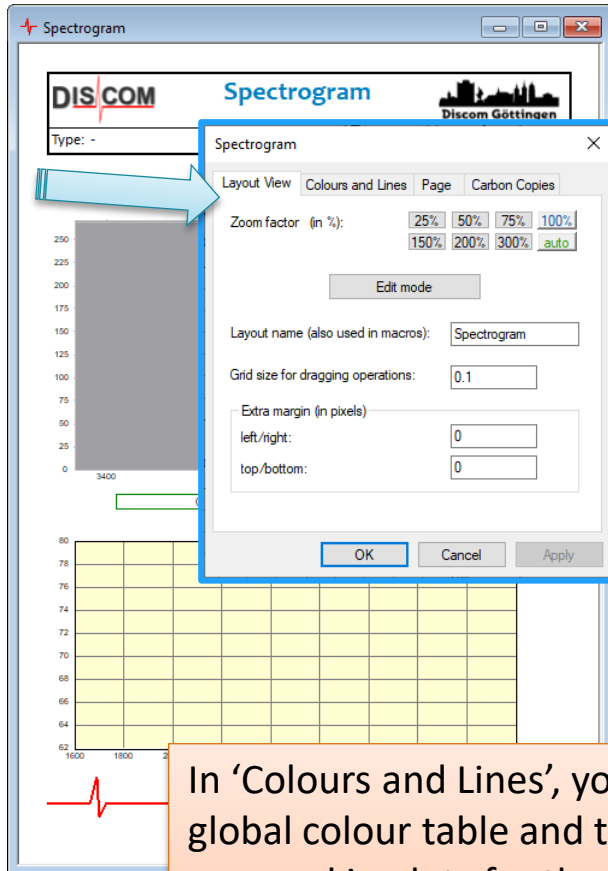 Spectrogram
DISCOM
Spectrogram
Discom Göttingen
Type: -
Spectrogram
Layout View Colours and Lines Page Carbon Copies
Zoom factor (in %): 25% 50% 75% 100%
150% 200% 300% auto
Edit mode
Layout name (also used in macros): Spectrogram
Grid size for dragging operations: 0.1
Extra margin (in pixels)
left/right: 0
top/bottom: 0
OK Cancel Apply
250
225
200
175
150
125
100
75
50
25
0
3400
80
78
76
74
72
70
68
66
64
62
1600 1800
In ‘Colours and Lines’, yo
global colour table and t